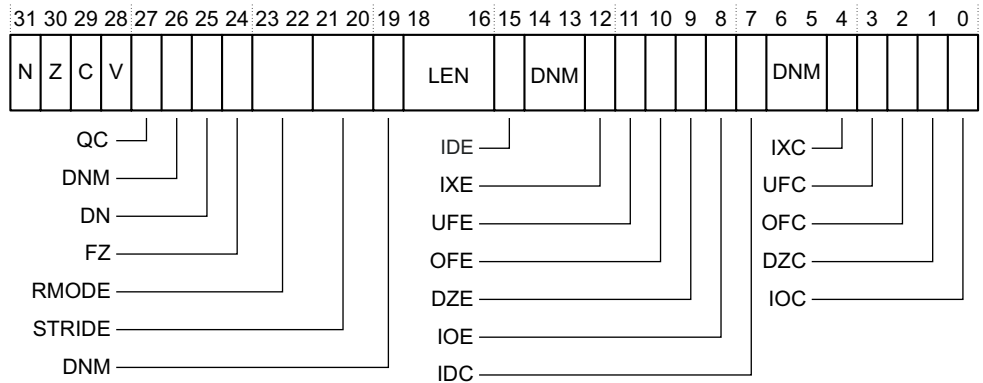 31 30 29 28 27 26 25 24 23 22 21 20 19 18 16 15 14 13 12 11 10 9 8 7 6 5 4 3 2 1 0
N Z C V LEN DNM DNM
QC IDE IXC
DNM IXE UFC
DN UFE OFC
FZ OFE DZC
RMODE DZE IOC
STRIDE IOE
DNM IDC